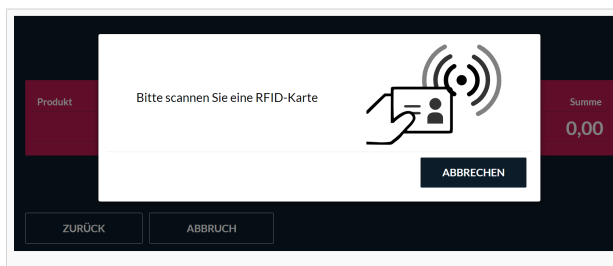 Bitte scannen Sie eine RFID-Karte
Produkt
Summe
0,00
ABBRECHEN
ZURÜCK
ABBRUCH